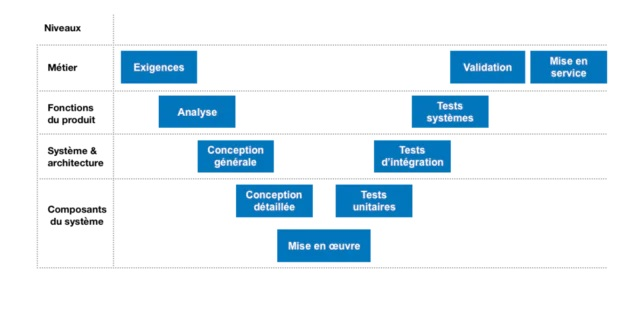 Niveaux
Métier
Exigences
Validation
Mise en
service
Fonctions
du produit
Analyse
Tests
systèmes
Système &
architecture
Conception
générale
Tests
d'intégration
Composants
du système
Conception
détaillée
Tests
unitaires
Mise en œuvre